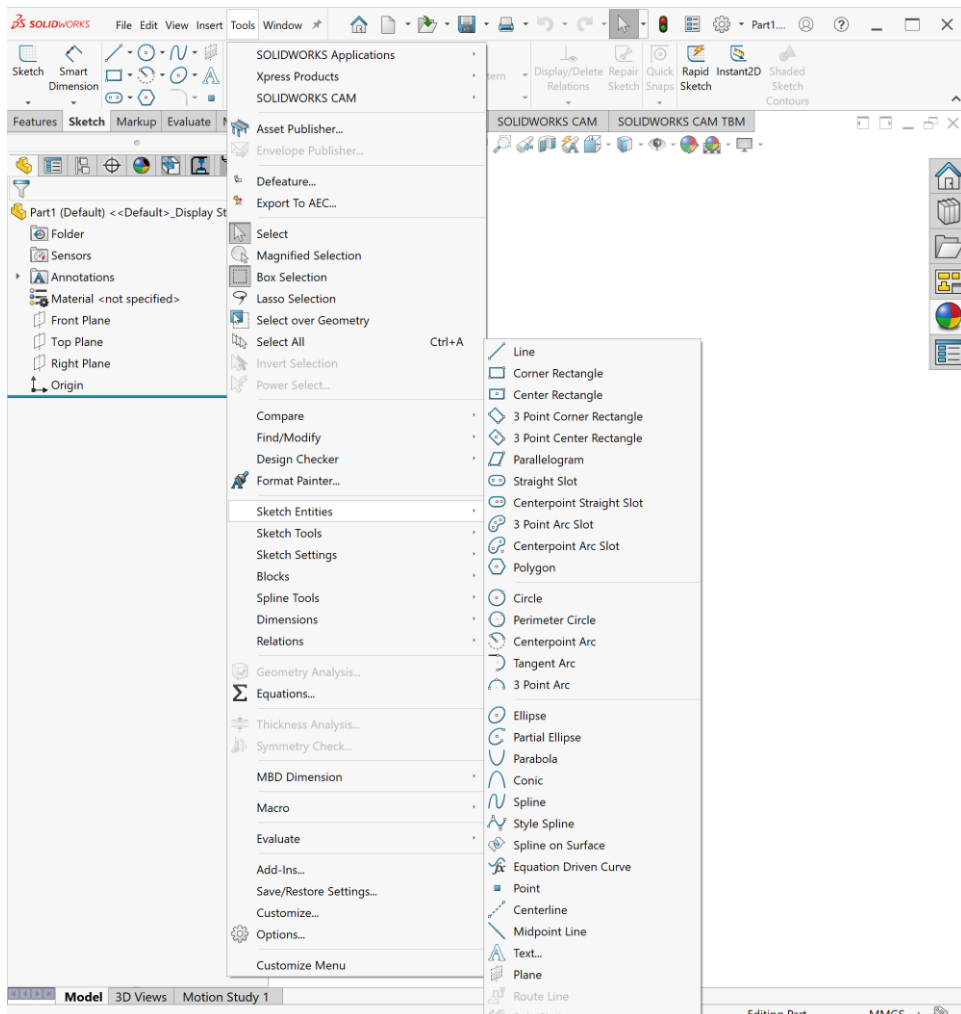 SOLIDWORKS File Edit View Insert Tools Window Part1...
Sketch Smart Dimension
Display/Delete Relations Repair Sketch Quick Snaps Rapid Sketch Instant2D Shaded Sketch Contours
Features Sketch Markup Evaluate SOLIDWORKS CAM SOLIDWORKS CAM TBM
Part1 (Default) <<Default>_Display St
Folder
Sensors
Annotations
Material <not specified>
Front Plane
Top Plane
Right Plane
Origin
SOLIDWORKS Applications
Xpress Products
SOLIDWORKS CAM
Asset Publisher...
Envelope Publisher...
Defeature...
Export To AEC...
Select
Magnified Selection
Box Selection
Lasso Selection
Select over Geometry
Select All Ctrl+A
Invert Selection
Power Select...
Compare
Find/Modify
Design Checker
Format Painter...
Sketch Entities
Sketch Tools
Sketch Settings
Blocks
Spline Tools
Dimensions
Relations
Geometry Analysis...
Equations...
Thickness Analysis...
Symmetry Check...
MBD Dimension
Macro
Evaluate
Add-Ins...
Save/Restore Settings...
Customize...
Options...
Customize Menu
Line
Corner Rectangle
Center Rectangle
3 Point Corner Rectangle
3 Point Center Rectangle
Parallelogram
Straight Slot
Centerpoint Straight Slot
3 Point Arc Slot
Centerpoint Arc Slot
Polygon
Circle
Perimeter Circle
Centerpoint Arc
Tangent Arc
3 Point Arc
Ellipse
Partial Ellipse
Parabola
Conic
Spline
Style Spline
Spline on Surface
Equation Driven Curve
Point
Centerline
Midpoint Line
Text...
Plane
Route Line
Model 3D Views Motion Study 1
Editing Part MMGS